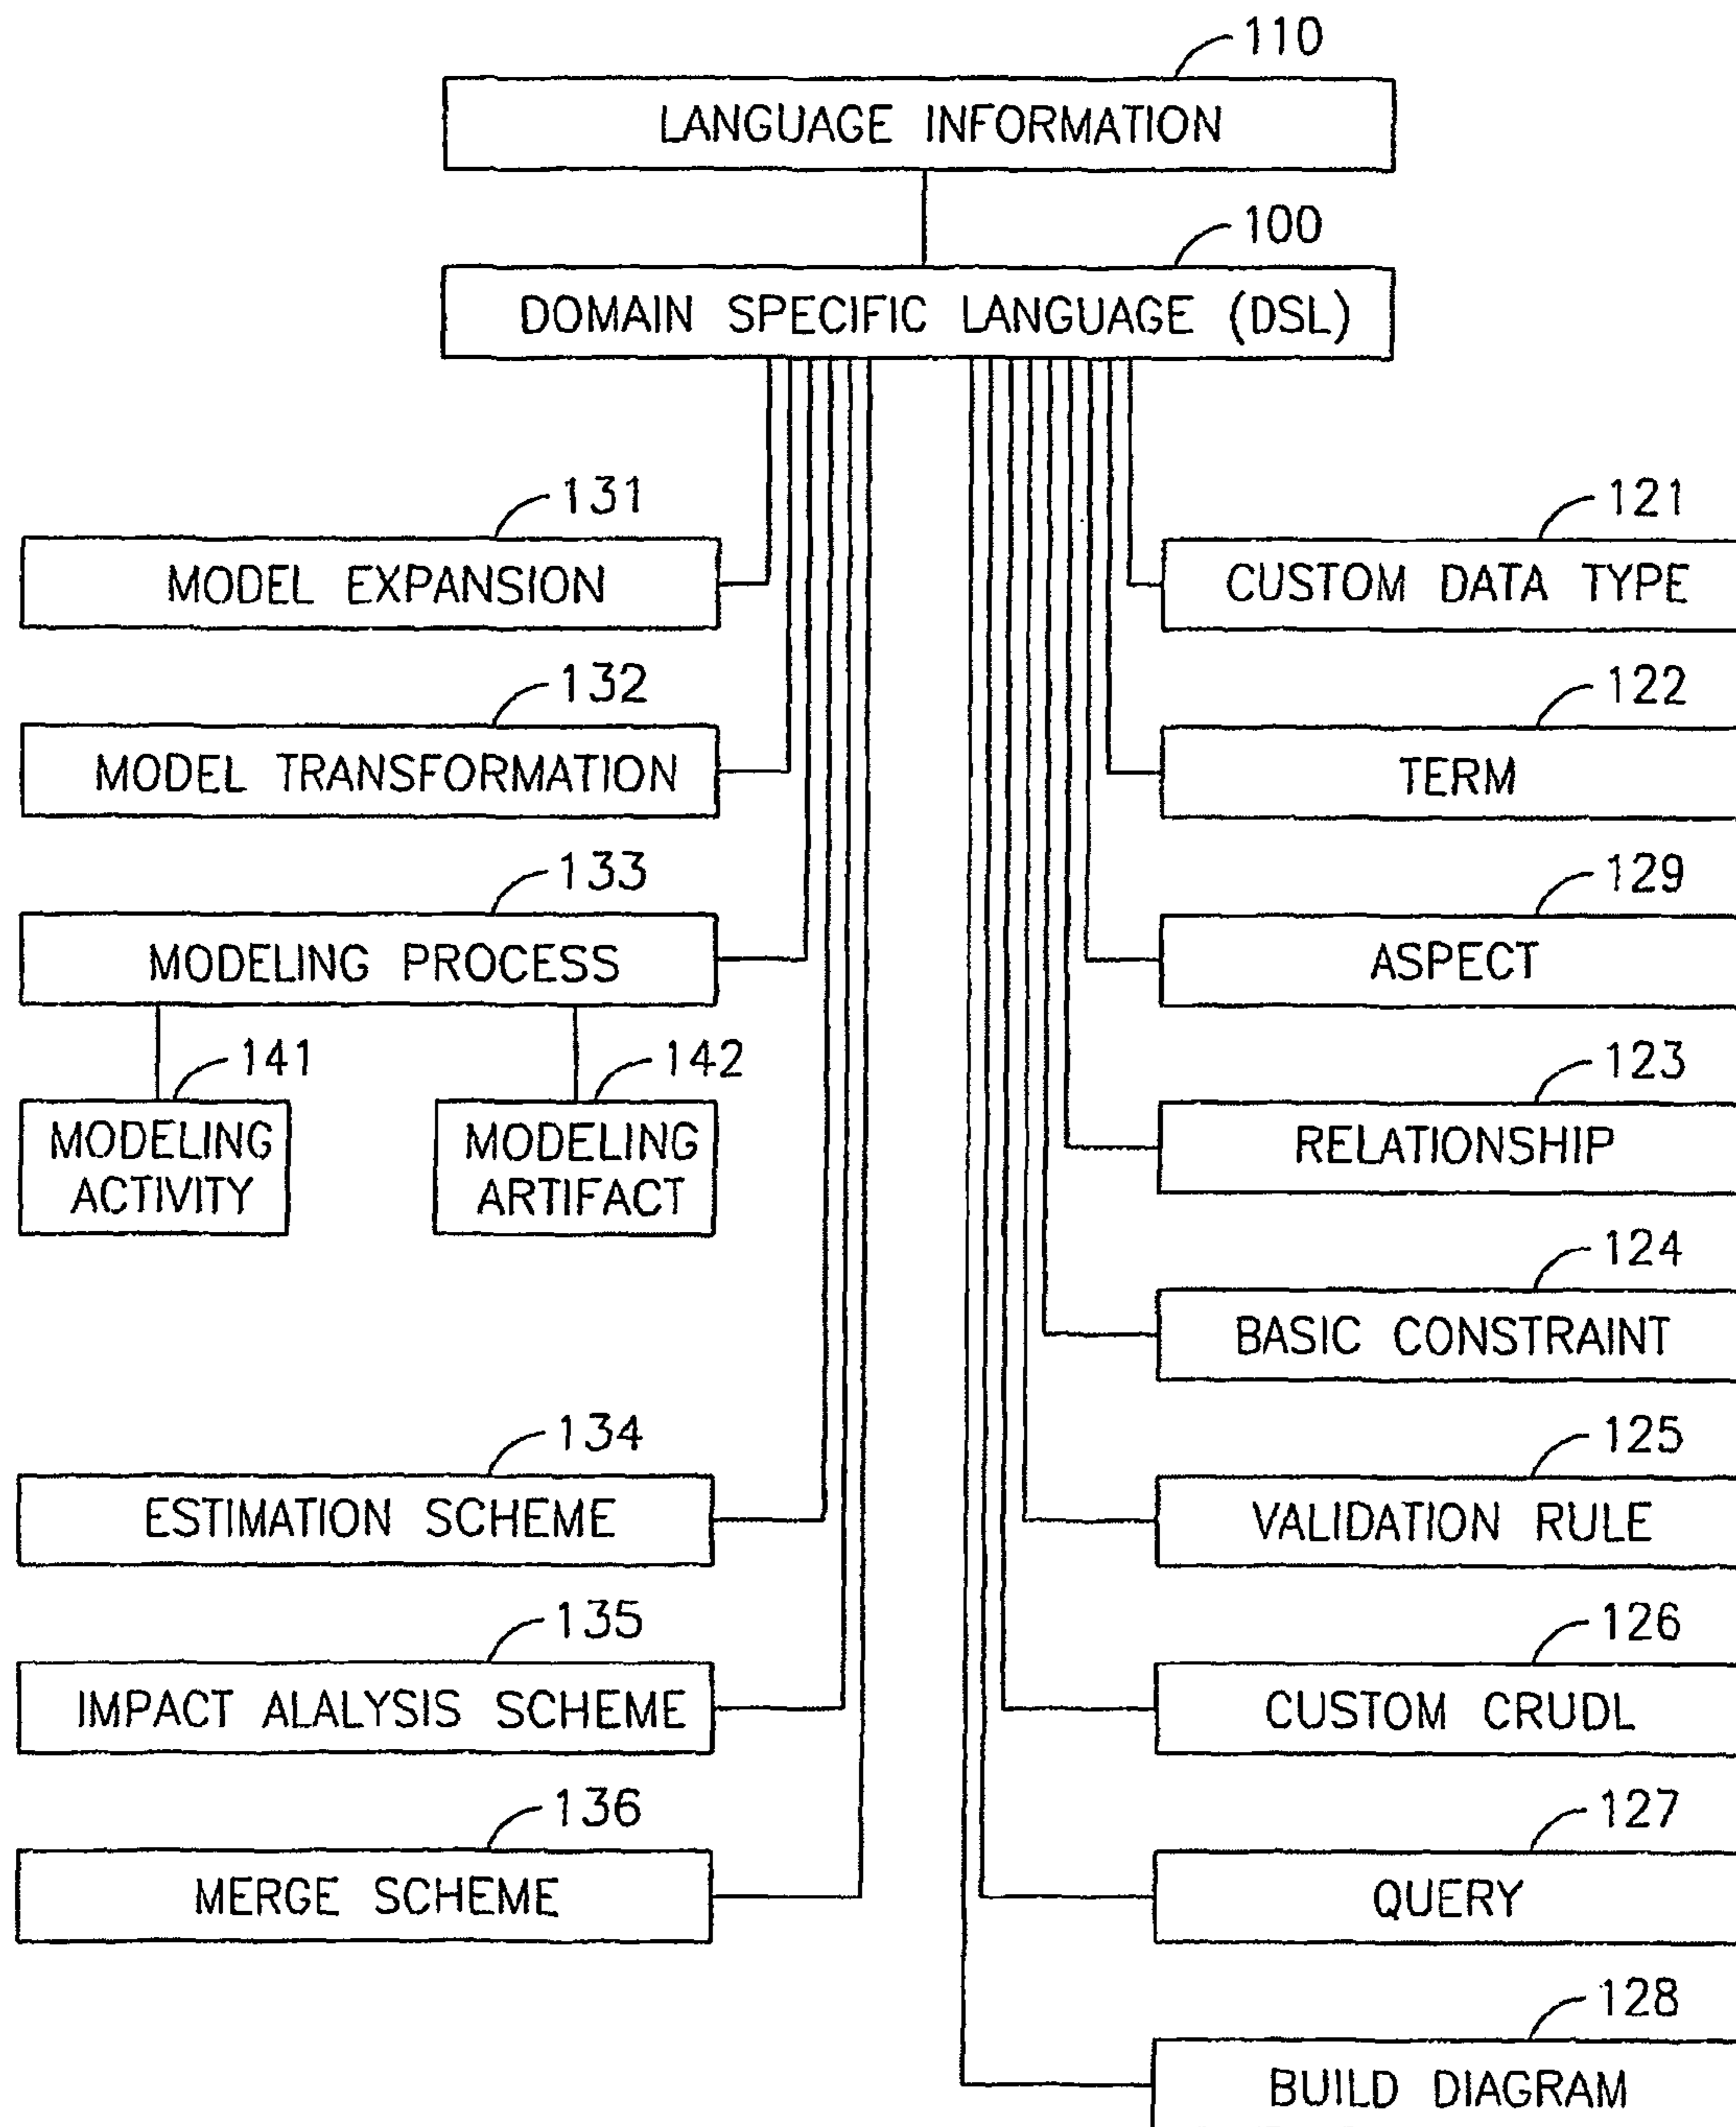 110
LANGUAGE INFORMATION
100
DOMAIN SPECIFIC LANGUAGE (DSL)
131
MODEL EXPANSION
132
MODEL TRANSFORMATION
133
MODELING PROCESS
141
MODELING
ACTIVITY
142
MODELING
ARTIFACT
134
ESTIMATION SCHEME
135
IMPACT ALALYSIS SCHEME
136
MERGE SCHEME
121
CUSTOM DATA TYPE
122
TERM
129
ASPECT
123
RELATIONSHIP
124
BASIC CONSTRAINT
125
VALIDATION RULE
126
CUSTOM CRUDL
127
QUERY
128
BUILD DIAGRAM